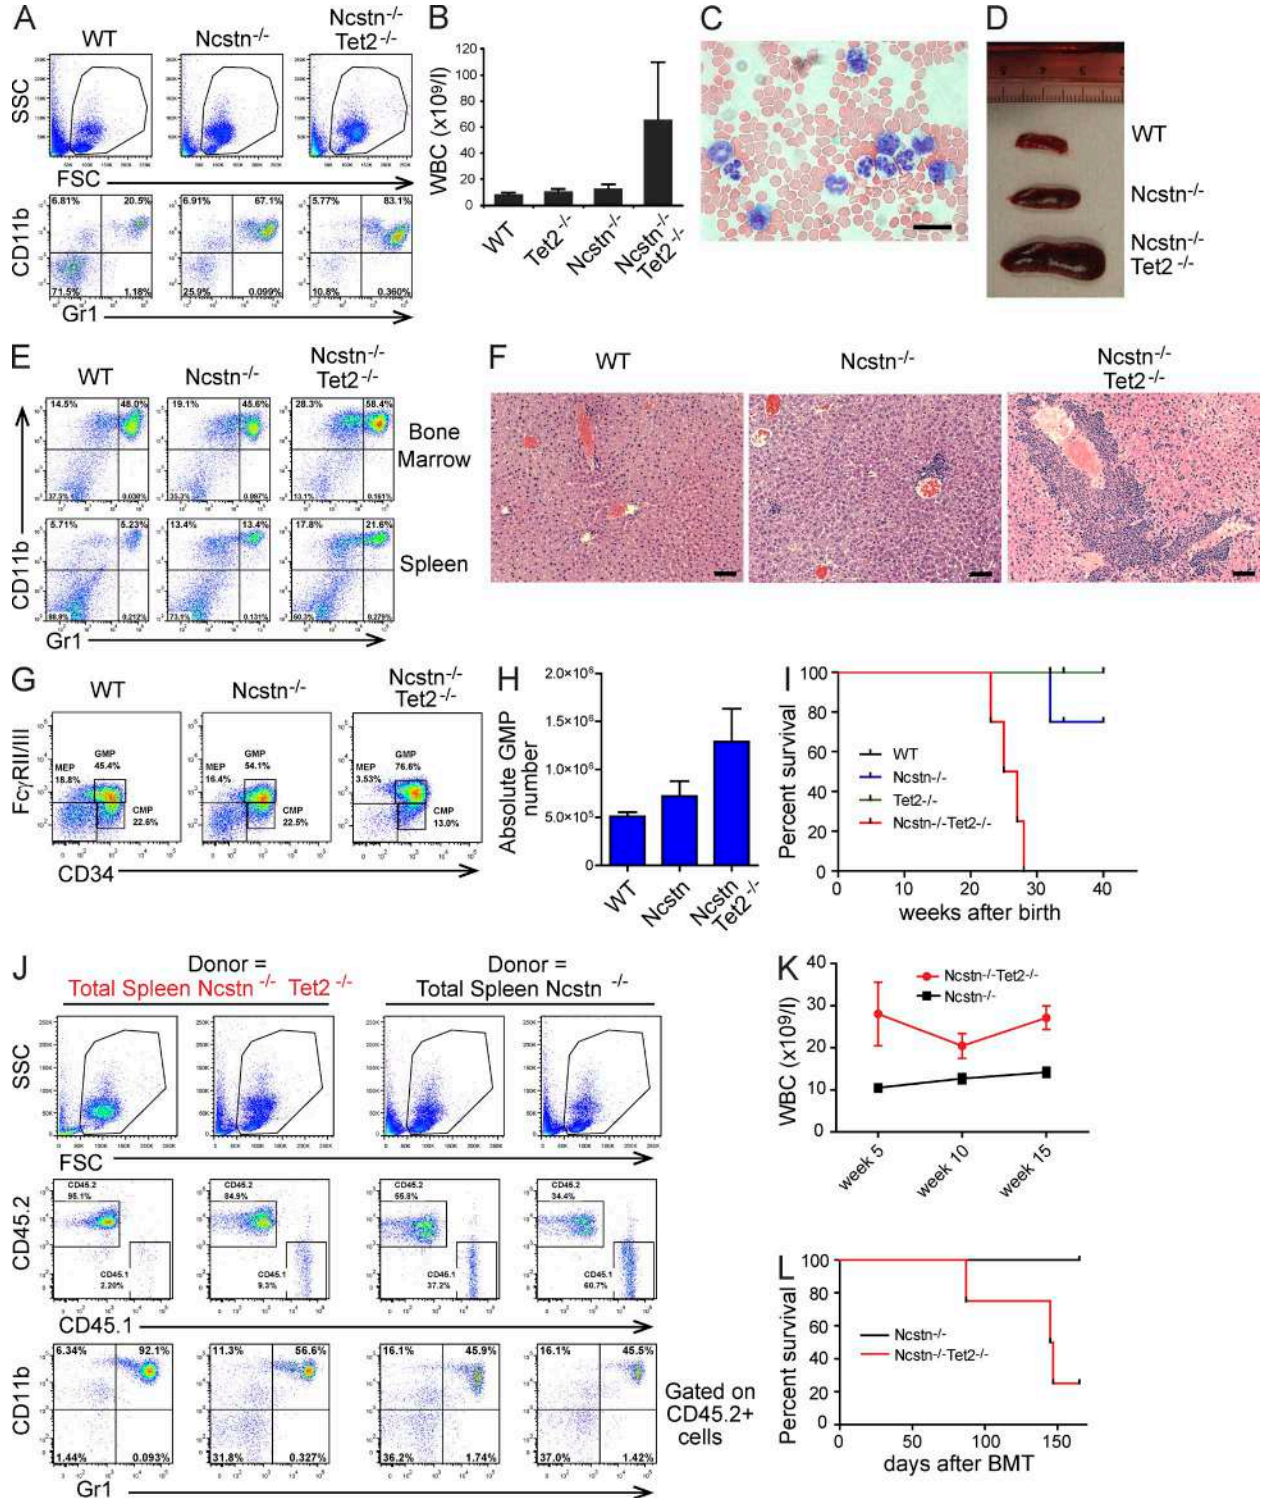 A
WT
Ncstn-/-
Ncstn-/-
Tet2-/-
SSC
FSC
6.81%
20.5%
71.5%
1.18%
6.91%
67.1%
25.9%
0.099%
5.77%
83.1%
10.8%
0.360%
CD11b
Gr1
B
WBC (x10⁹/l)
120
100
80
60
40
20
0
WT
Tet2-/-
Ncstn-/-
Ncstn-/-
Tet2-/-
C
D
5
4
3
2
WT
Ncstn-/-
Ncstn-/-
Tet2-/-
E
WT
Ncstn-/-
Ncstn-/-
Tet2-/-
14.5%
48.0%
19.1%
45.6%
28.3%
58.4%
13.1%
Bone
Marrow
5.71%
5.23%
13.4%
13.4%
17.8%
21.6%
Spleen
CD11b
Gr1
F
WT
Ncstn-/-
Ncstn-/-
Tet2-/-
G
WT
Ncstn-/-
Ncstn-/-
Tet2-/-
FcγRII/III
GMP
45.4%
MEP
18.8%
CMP
22.6%
GMP
54.1%
MEP
16.4%
CMP
22.5%
GMP
76.6%
MEP
3.53%
CMP
13.0%
CD34
H
Absolute GMP
number
2.0×10⁶
1.5×10⁶
1.0×10⁶
5.0×10⁵
0
WT
Ncstn
Ncstn
Tet2-/-
I
Percent survival
100
80
60
40
20
0
WT
Ncstn-/-
Tet2-/-
Ncstn-/-Tet2-/-
0
10
20
30
40
weeks after birth
J
Donor =
Total Spleen Ncstn-/- Tet2-/-
Donor =
Total Spleen Ncstn-/-
SSC
FSC
CD45.2
CD45.2
95.1%
CD45.1
2.20%
CD45.2
84.9%
CD45.1
9.3%
CD45.2
55.8%
CD45.1
37.2%
CD45.2
34.4%
CD45.1
60.7%
CD45.1
CD11b
6.34%
92.1%
1.44%
0.093%
11.3%
56.6%
31.8%
0.327%
16.1%
45.9%
36.2%
1.74%
16.1%
45.5%
37.0%
1.42%
Gated on
CD45.2+
cells
Gr1
K
WBC (x10⁹/l)
40
30
20
10
0
Ncstn-/-Tet2-/-
Ncstn-/-
week 5
week 10
week 15
L
Percent survival
100
80
60
40
20
0
Ncstn-/-
Ncstn-/-Tet2-/-
0
50
100
150
days after BMT